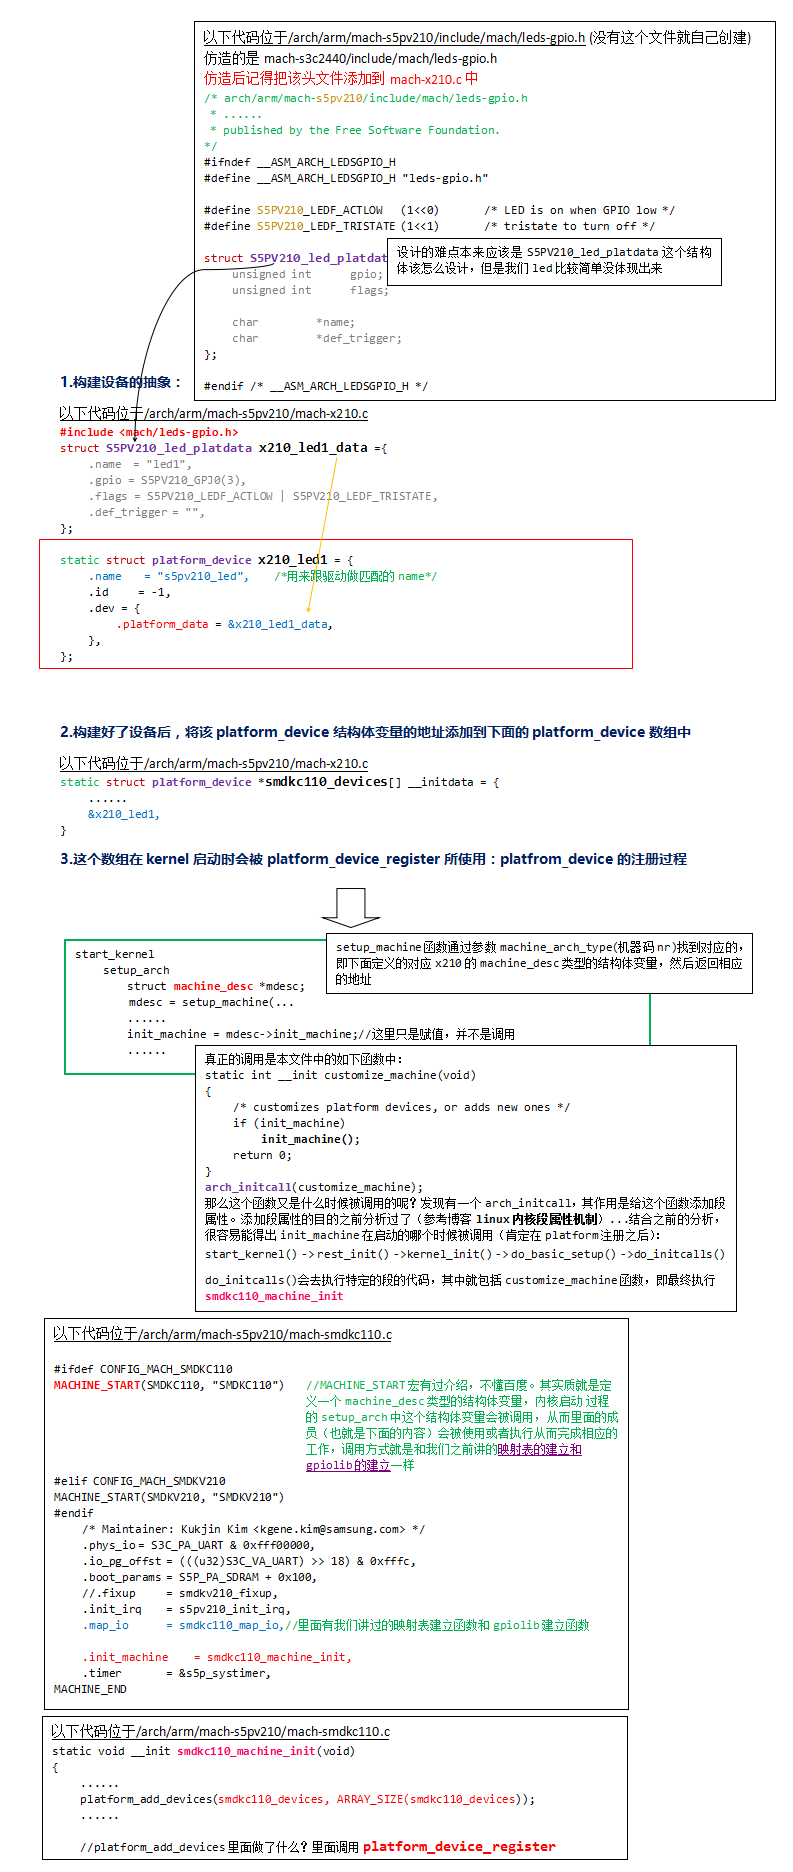 以下代码位于/arch/arm/mach-s5pv210/include/mach/leds-gpio.h (没有这个文件就自己创建)
仿造的是 mach-s3c2440/include/mach/leds-gpio.h
仿造后记得把该头文件添加到 mach-x210.c 中
/* arch/arm/mach-s5pv210/include/mach/leds-gpio.h
* ......
* published by the Free Software Foundation.
*/
#ifndef __ASM_ARCH_LEDSGPIO_H
#define __ASM_ARCH_LEDSGPIO_H "leds-gpio.h"
#define S5PV210_LEDF_ACTLOW (1<<0) /* LED is on when GPIO low */
#define S5PV210_LEDF_TRISTATE (1<<1) /* tristate to turn off */
struct S5PV210_led_platdat
设计的难点本来应该是 S5PV210_led_platdata 这个结构
体该怎么设计，但是我们 led 比较简单没体现出来
unsigned int gpio;
unsigned int flags;
char *name;
char *def_trigger;
};
#endif /* __ASM_ARCH_LEDSGPIO_H */
1.构建设备的抽象：
以下代码位于/arch/arm/mach-s5pv210/mach-x210.c
#include <mach/leds-gpio.h>
struct S5PV210_led_platdata x210_led1_data ={
.name = "led1",
.gpio = S5PV210_GPJ0(3),
.flags = S5PV210_LEDF_ACTLOW | S5PV210_LEDF_TRISTATE,
.def_trigger = "",
};
static struct platform_device x210_led1 = {
.name = "s5pv210_led", /*用来跟驱动做匹配的 name*/
.id = -1,
.dev = {
.platform_data = &x210_led1_data,
},
};
2.构建好了设备后，将该 platform_device 结构体变量的地址添加到下面的 platform_device 数组中
以下代码位于/arch/arm/mach-s5pv210/mach-x210.c
static struct platform_device *smdkc110_devices[] __initdata = {
......
&x210_led1,
}
3.这个数组在 kernel 启动时会被 platform_device_register 所使用：platfrom_device 的注册过程
setup_machine 函数通过参数 machine_arch_type(机器码 nr)找到对应的，
即下面定义的对应 x210 的 machine_desc 类型的结构体变量，然后返回相应
的地址
start_kernel
setup_arch
struct machine_desc *mdesc;
mdesc = setup_machine(...
......
init_machine = mdesc->init_machine;//这里只是赋值，并不是调用
......
真正的调用是本文件中的如下函数中：
static int __init customize_machine(void)
{
/* customizes platform devices, or adds new ones */
if (init_machine)
init_machine();
return 0;
}
arch_initcall(customize_machine);
那么这个函数又是什么时候被调用的呢？发现有一个 arch_initcall，其作用是给这个函数添加段
属性。添加段属性的目的之前分析过了（参考博客 linux 内核段属性机制）...结合之前的分析，
很容易能得出 init_machine 在启动的哪个时候被调用（肯定在 platform 注册之后）：
start_kernel() ->rest_init() ->kernel_init() -> do_basic_setup() ->do_initcalls()
do_initcalls()会去执行特定的段的代码，其中就包括 customize_machine 函数，即最终执行
smdkc110_machine_init
以下代码位于/arch/arm/mach-s5pv210/mach-smdkc110.c
#ifdef CONFIG_MACH_SMDKC110
MACHINE_START(SMDKC110, "SMDKC110") //MACHINE_START 宏有过介绍，不懂百度。其实质就是定
义一个 machine_desc 类型的结构体变量，内核启动 过程
的 setup_arch 中这个结构体变量会被调用，从而里面的成
员（也就是下面的内容）会被使用或者执行从而完成相应的
工作，调用方式就是和我们之前讲的映射表的建立和
gpiolib 的建立一样
#elif CONFIG_MACH_SMDKV210
MACHINE_START(SMDKV210, "SMDKV210")
#endif
/* Maintainer: Kukjin Kim <kgene.kim@samsung.com> */
.phys_io = S3C_PA_UART & 0xfff00000,
.io_pg_offst = (((u32)S3C_VA_UART) >> 18) & 0xfffc,
.boot_params = S5P_PA_SDRAM + 0x100,
//.fixup = smdkv210_fixup,
.init_irq = s5pv210_init_irq,
.map_io = smdkc110_map_io,//里面有我们讲过的映射表建立函数和 gpiolib 建立函数
.init_machine = smdkc110_machine_init,
.timer = &s5p_systimer,
MACHINE_END
以下代码位于/arch/arm/mach-s5pv210/mach-smdkc110.c
static void __init smdkc110_machine_init(void)
{
......
platform_add_devices(smdkc110_devices, ARRAY_SIZE(smdkc110_devices));
......
//platform_add_devices 里面做了什么？里面调用 platform_device_register